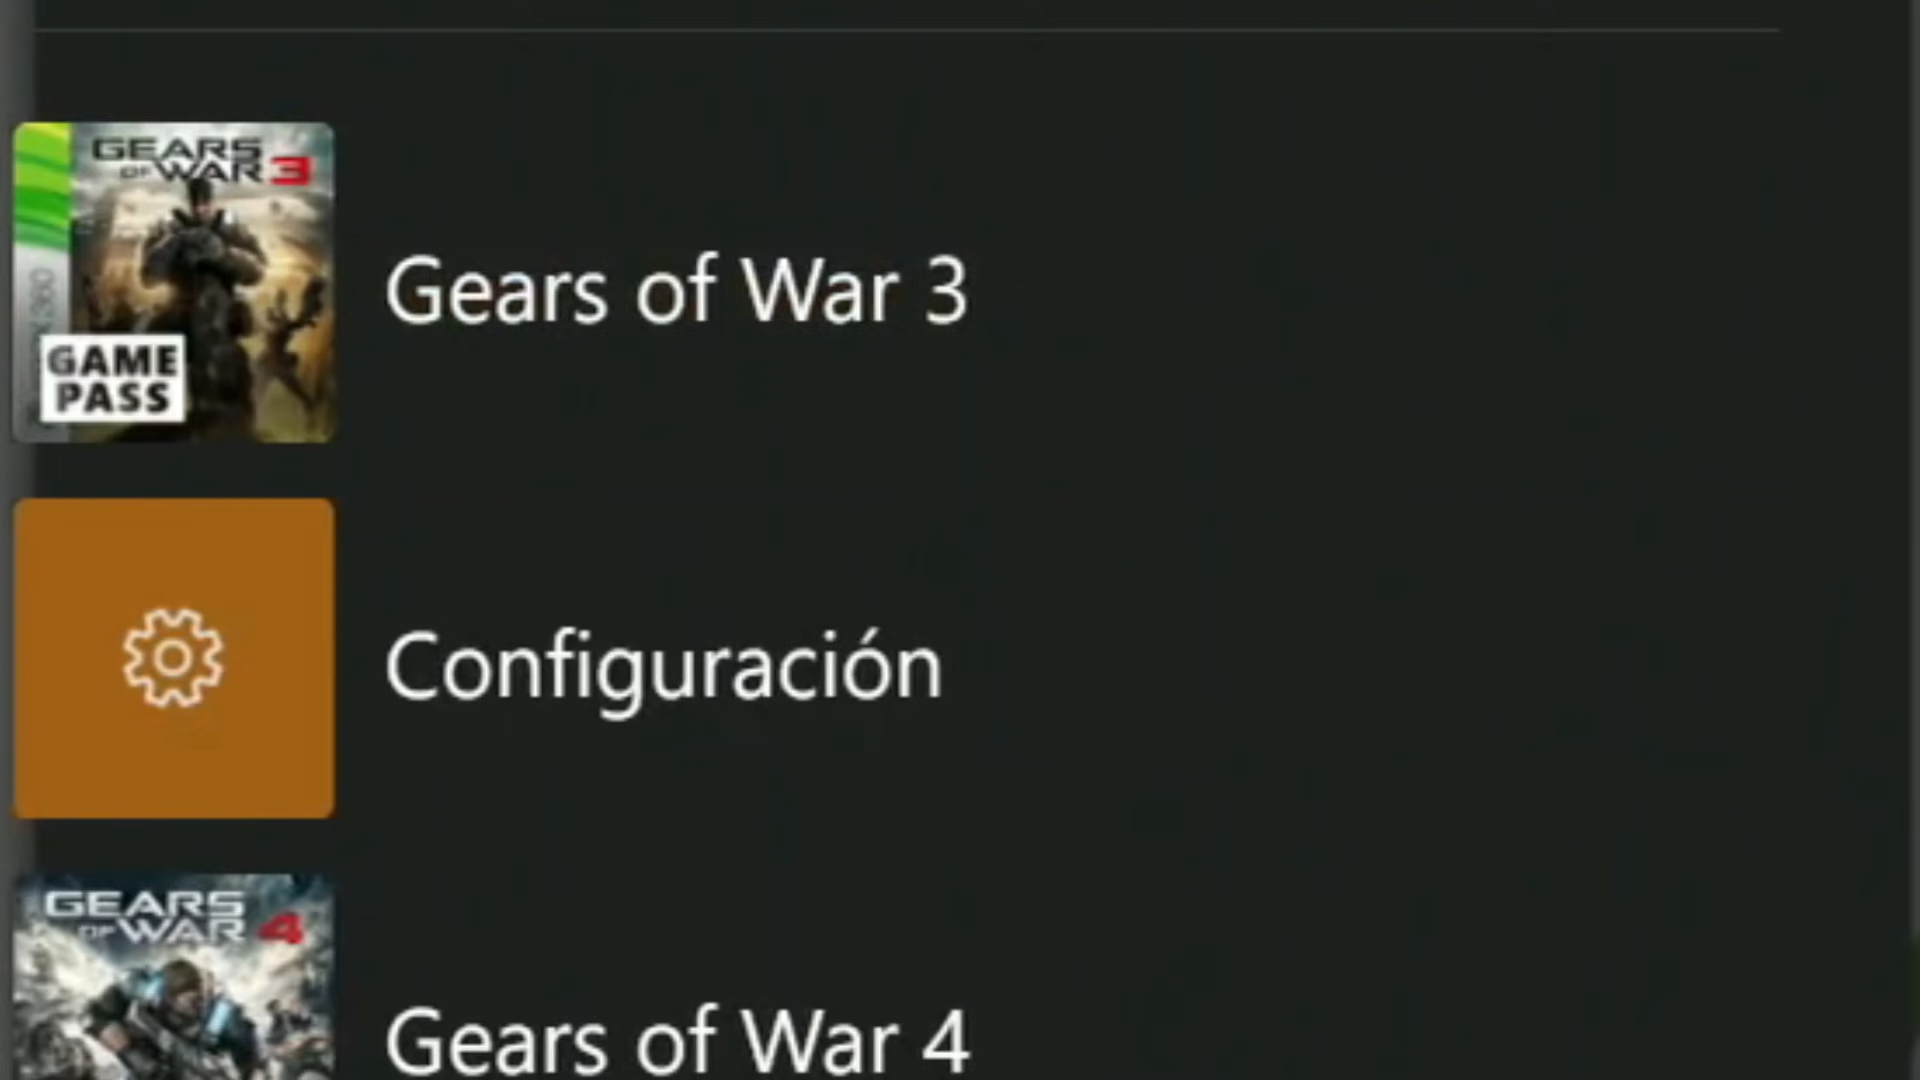 GEARS
OF WAR 3
GAME
PASS
Gears of War 3
Configuración
GEARS
OF WAR 4
Gears of War 4